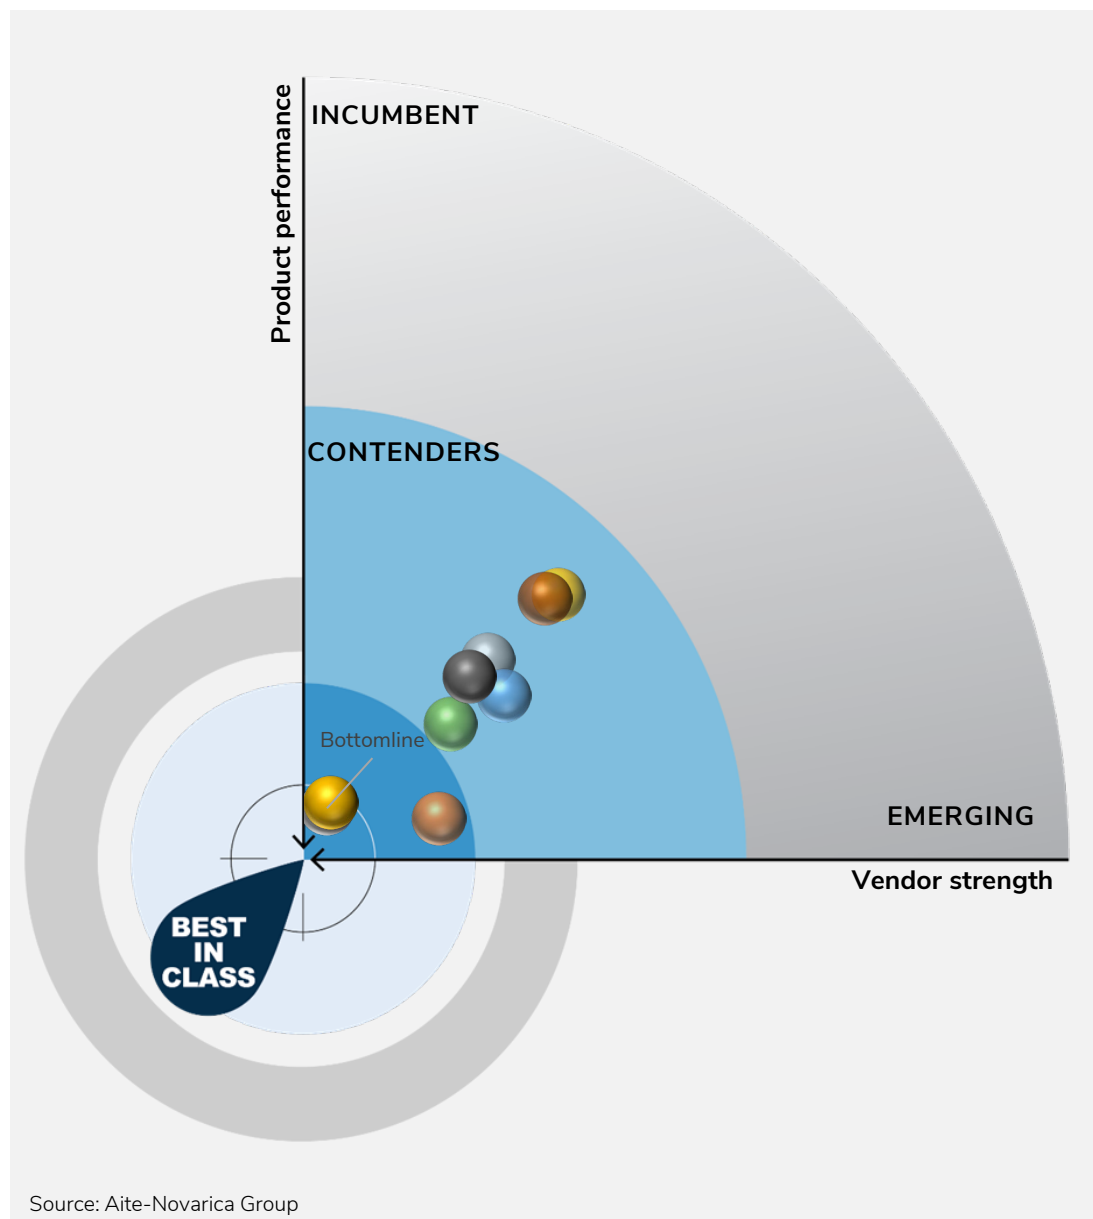 Product performance
INCUMBENT
CONTENDERS
Bottomline
EMERGING
Vendor strength
BEST
IN
CLASS
Source: Aite-Novarica Group